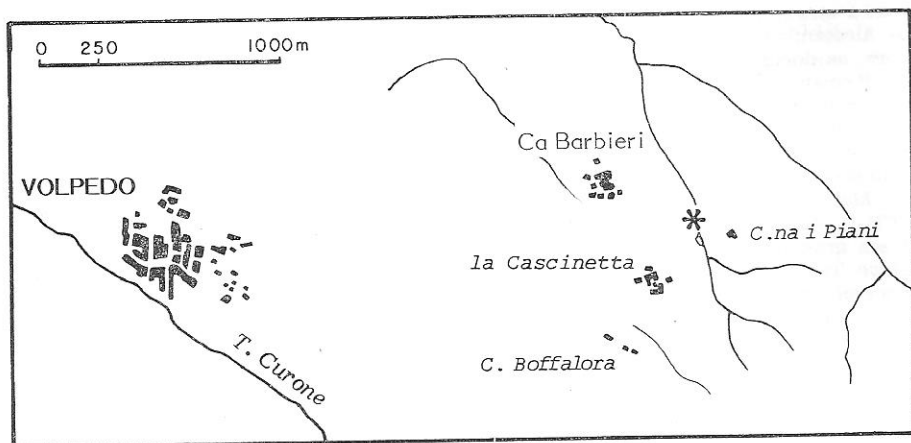 0 250 1000m
Ca Barbieri
VOLPEDO
C.na i Piani
la Cascinetta
T. Curone
C. Boffalora